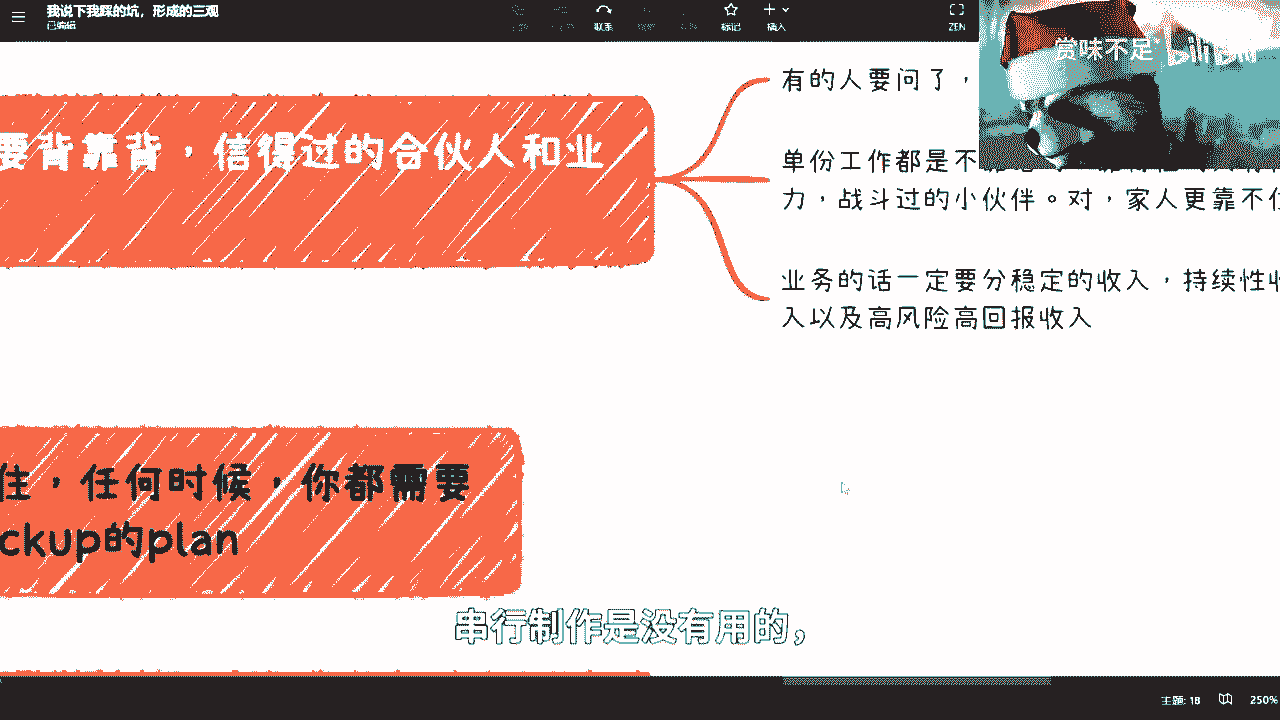 我说下我踩的坑，形成的三观
已编辑
联系
标记
插入
ZEN
赏味不足
bilibili
有的人要问了，
要背靠背，信得过的合伙人和业
单份工作都是不
力，战斗过的小伙伴。对，家人更靠不住
业务的话一定要分稳定的收入，持续性收
入以及高风险高回报收入
住，任何时候，你都需要
ckup的plan
串行制作是没有用的，
主题: 18
250%